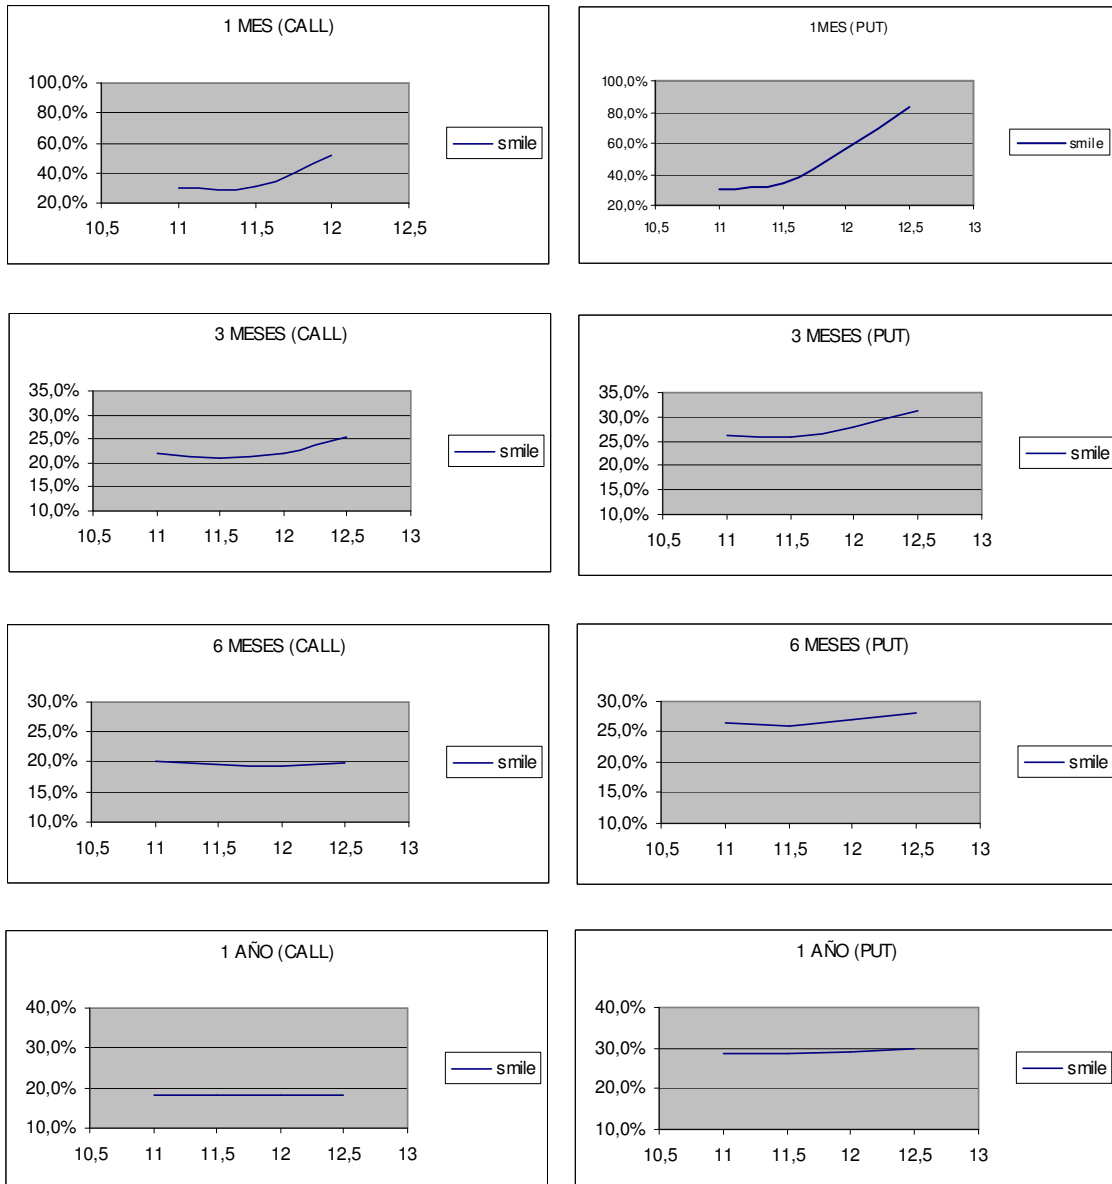 1 MES (CALL)
100,0%
80,0%
60,0%
40,0%
20,0%
10,5 11 11,5 12 12,5
smile
1MES (PUT)
100,0%
80,0%
60,0%
40,0%
20,0%
10,5 11 11,5 12 12,5 13
smile
3 MESES (CALL)
35,0%
30,0%
25,0%
20,0%
15,0%
10,0%
10,5 11 11,5 12 12,5 13
smile
3 MESES (PUT)
35,0%
30,0%
25,0%
20,0%
15,0%
10,0%
10,5 11 11,5 12 12,5 13
smile
6 MESES (CALL)
30,0%
25,0%
20,0%
15,0%
10,0%
10,5 11 11,5 12 12,5 13
smile
6 MESES (PUT)
30,0%
25,0%
20,0%
15,0%
10,0%
10,5 11 11,5 12 12,5 13
smile
1 AÑO (CALL)
40,0%
30,0%
20,0%
10,0%
10,5 11 11,5 12 12,5 13
smile
1 AÑO (PUT)
40,0%
30,0%
20,0%
10,0%
10,5 11 11,5 12 12,5 13
smile